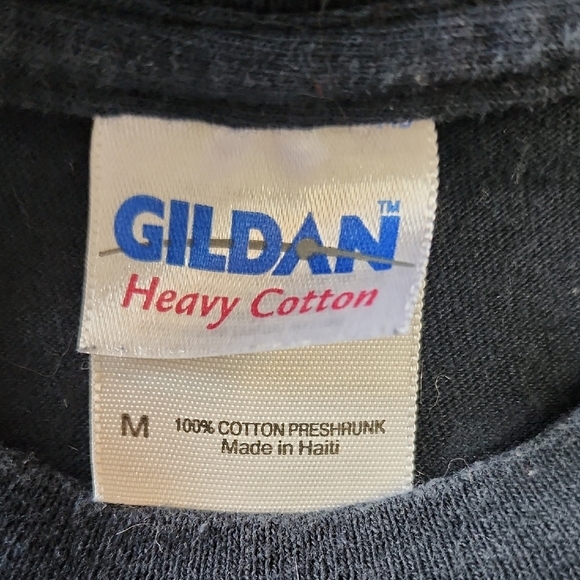 GILDAN™
Heavy Cotton
M 100% COTTON PRESHRUNK
Made in Haiti